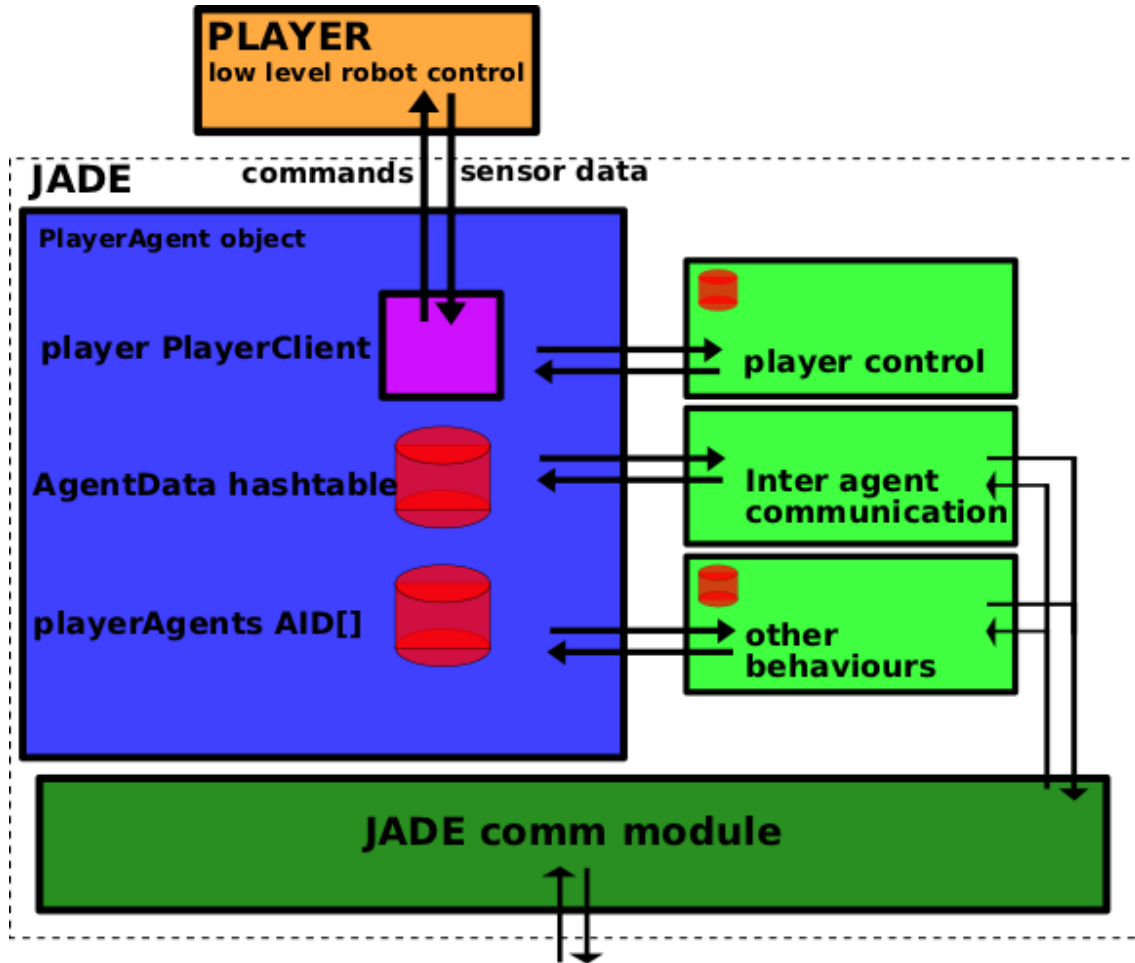 PLAYER
low level robot control
commands
sensor data
JADE
PlayerAgent object
player PlayerClient
player control
AgentData hashtable
Inter agent
communication
playerAgents AID[]
other
behaviours
JADE comm module